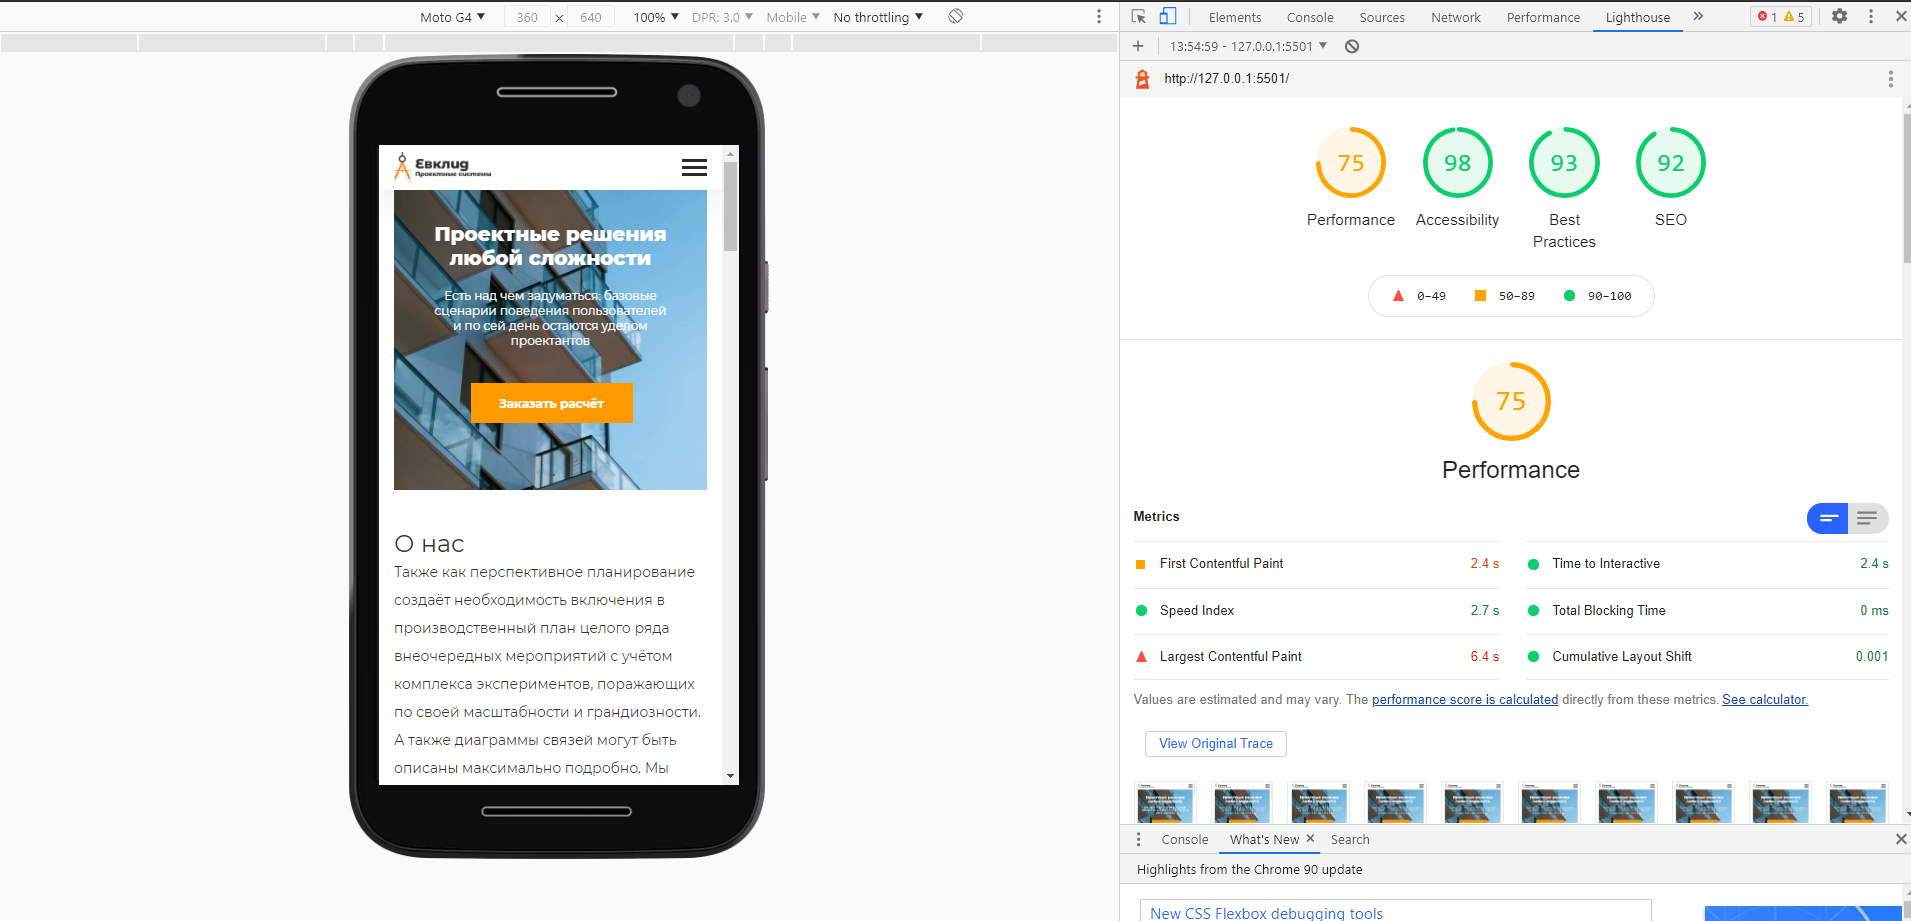 Moto G4 ▼ 360 × 640 100% ▼ DPR: 3.0 ▼ Mobile ▼ No throttling ▼
Elements Console Sources Network Performance Lighthouse » 1 5
13:54:59 - 127.0.0.1:5501 ▼
http://127.0.0.1:5501/
Евклид
Проектные системы
Проектные решения
любой сложности
Есть над чем задуматься: базовые
сценарии поведения пользователей
и по сей день остаются уделом
проектантов
Заказать расчёт
О нас
Также как перспективное планирование
создаёт необходимость включения в
производственный план целого ряда
внеочередных мероприятий с учётом
комплекса экспериментов, поражающих
по своей масштабности и грандиозности.
А также диаграммы связей могут быть
описаны максимально подробно. Мы
75 98 93 92
Performance Accessibility Best
Practices SEO
0–49 50–89 90–100
75
Performance
Metrics
First Contentful Paint 2.4 s
Time to Interactive 2.4 s
Speed Index 2.7 s
Total Blocking Time 0 ms
Largest Contentful Paint 6.4 s
Cumulative Layout Shift 0.001
Values are estimated and may vary. The performance score is calculated directly from these metrics. See calculator.
View Original Trace
Console What's New × Search
Highlights from the Chrome 90 update
New CSS Flexbox debugging tools